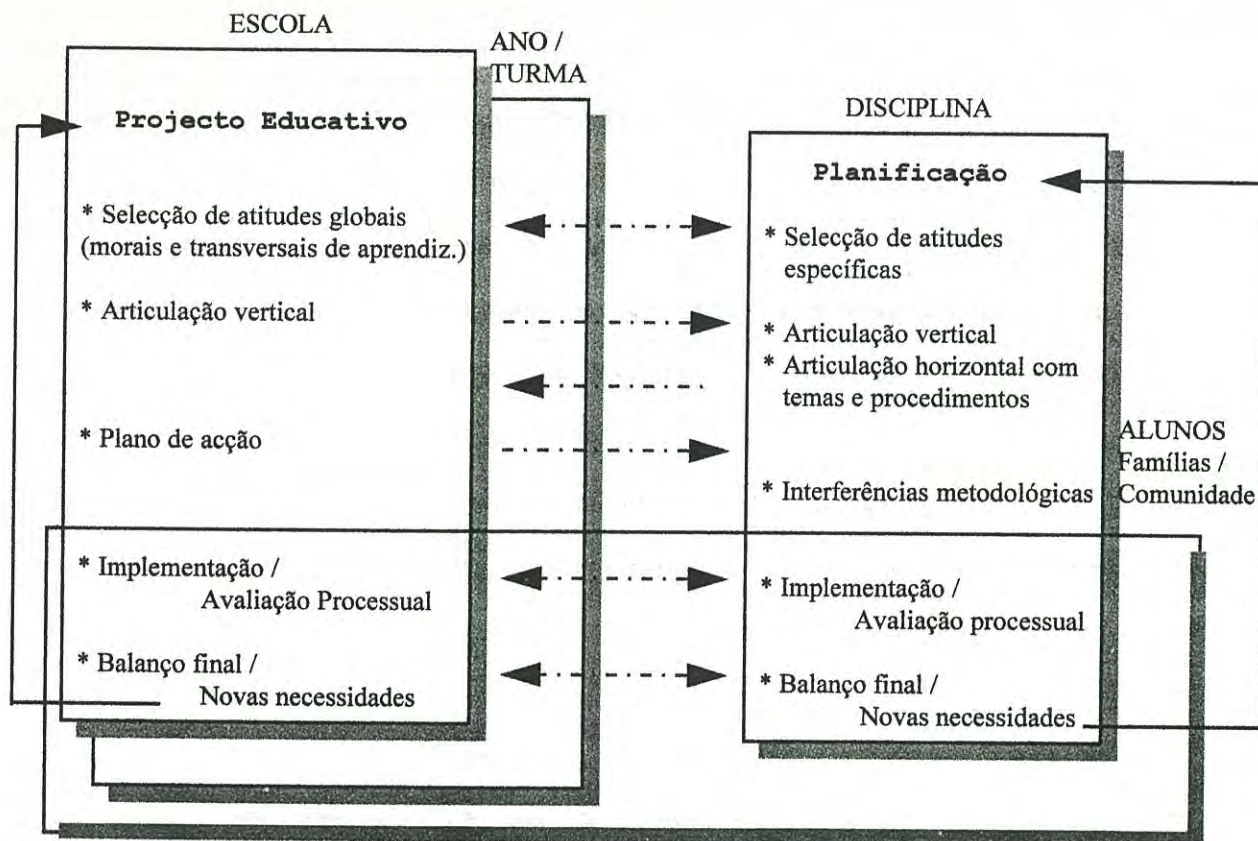 ESCOLA
ANO /
TURMA
Projecto Educativo
* Selecção de atitudes globais
(morais e transversais de aprendiz.)
* Articulação vertical
* Plano de acção
* Implementação /
Avaliação Processual
* Balanço final /
Novas necessidades
DISCIPLINA
Planificação
* Selecção de atitudes
específicas
* Articulação vertical
* Articulação horizontal com
temas e procedimentos
* Interferências metodológicas
* Implementação /
Avaliação processual
* Balanço final /
Novas necessidades
ALUNOS
Famílias /
Comunidade